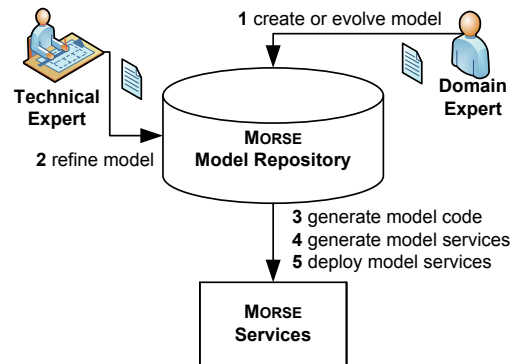 1 create or evolve model
Technical
Expert
Domain
Expert
MORSE
Model Repository
2 refine model
3 generate model code
4 generate model services
5 deploy model services
MORSE
Services